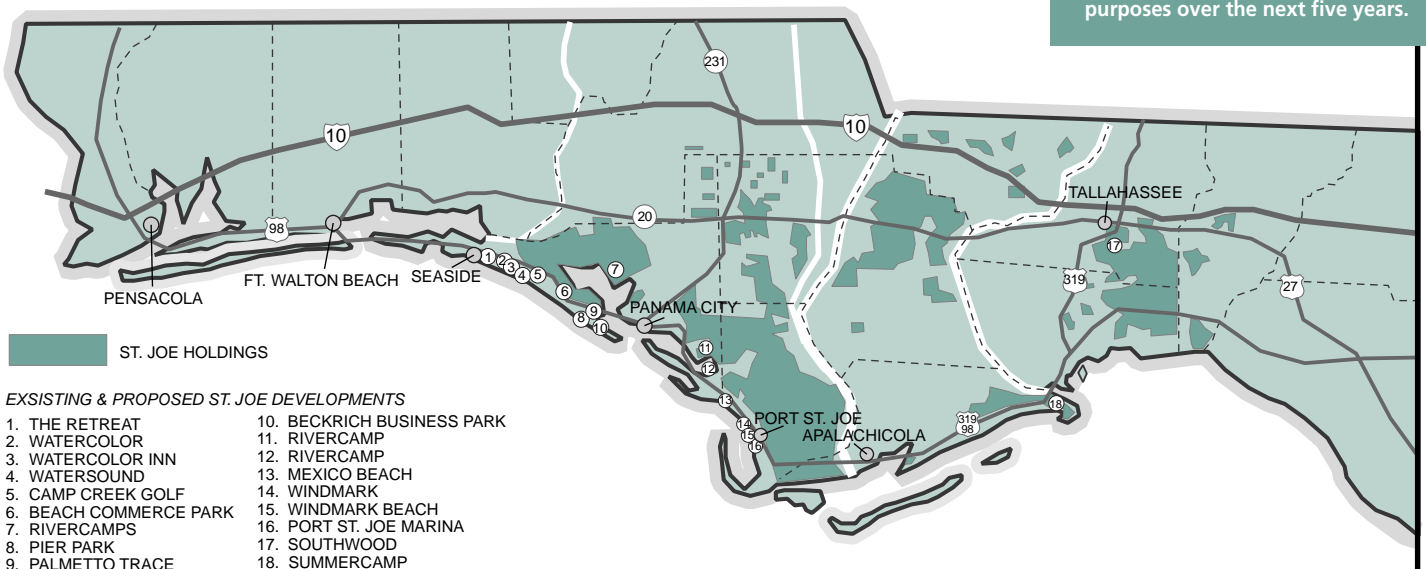 purposes over the next five years.
231
10
10
TALLAHASSEE
20
98
17
SEASIDE
1
2
3
4
5
7
319
27
FT. WALTON BEACH
PENSACOLA
6
8
9
10
PANAMA CITY
11
12
ST. JOE HOLDINGS
13
14
15
16
PORT ST. JOE
APALACHICOLA
319
98
18
EXSISTING & PROPOSED ST. JOE DEVELOPMENTS
1. THE RETREAT
2. WATERCOLOR
3. WATERCOLOR INN
4. WATERSOUND
5. CAMP CREEK GOLF
6. BEACH COMMERCE PARK
7. RIVERCAMPS
8. PIER PARK
9. PALMETTO TRACE
10. BECKRICH BUSINESS PARK
11. RIVERCAMP
12. RIVERCAMP
13. MEXICO BEACH
14. WINDMARK
15. WINDMARK BEACH
16. PORT ST. JOE MARINA
17. SOUTHWOOD
18. SUMMERCAMP